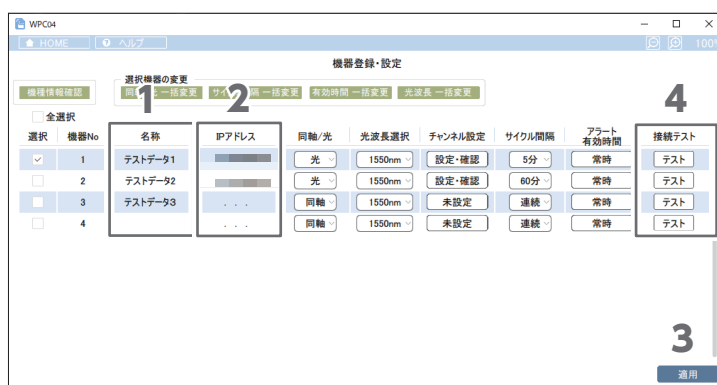 WPC04
HOME ヘルプ 100%
機器登録・設定
選択機器の変更
機種情報確認 同軸/光 一括変更 サイクル間隔 一括変更 有効時間 一括変更 光波長 一括変更
1 2 4
全選択
選択 機器No 名称 IPアドレス 同軸/光 光波長選択 チャンネル設定 サイクル間隔 アラート有効時間 接続テスト
1 テストデータ1 光 1550nm 設定・確認 5分 常時 テスト
2 テストデータ2 光 1550nm 設定・確認 60分 常時 テスト
3 テストデータ3 . . . 同軸 1550nm 未設定 連続 常時 テスト
4 . . . 同軸 1550nm 未設定 連続 常時 テスト
3
適用